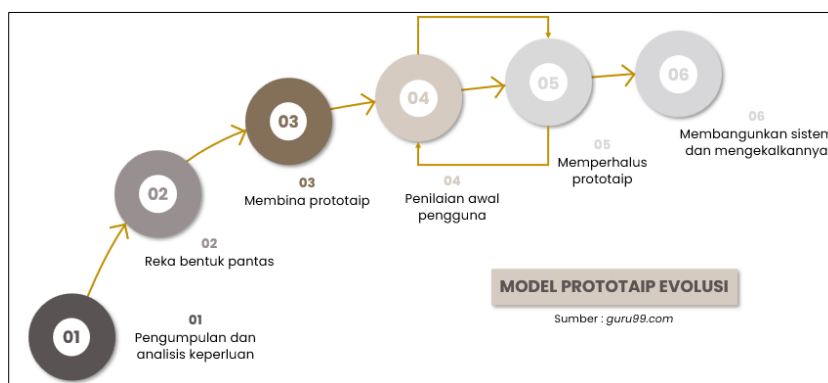 01
01
Pengumpulan dan
analisis keperluan
02
02
Reka bentuk pantas
03
03
Membina prototaip
04
04
Penilaian awal
pengguna
05
05
Memperhalus
prototaip
06
06
Membangunkan sistem
dan mengekalkannya
MODEL PROTOTAIP EVOLUSI
Sumber : guru99.com